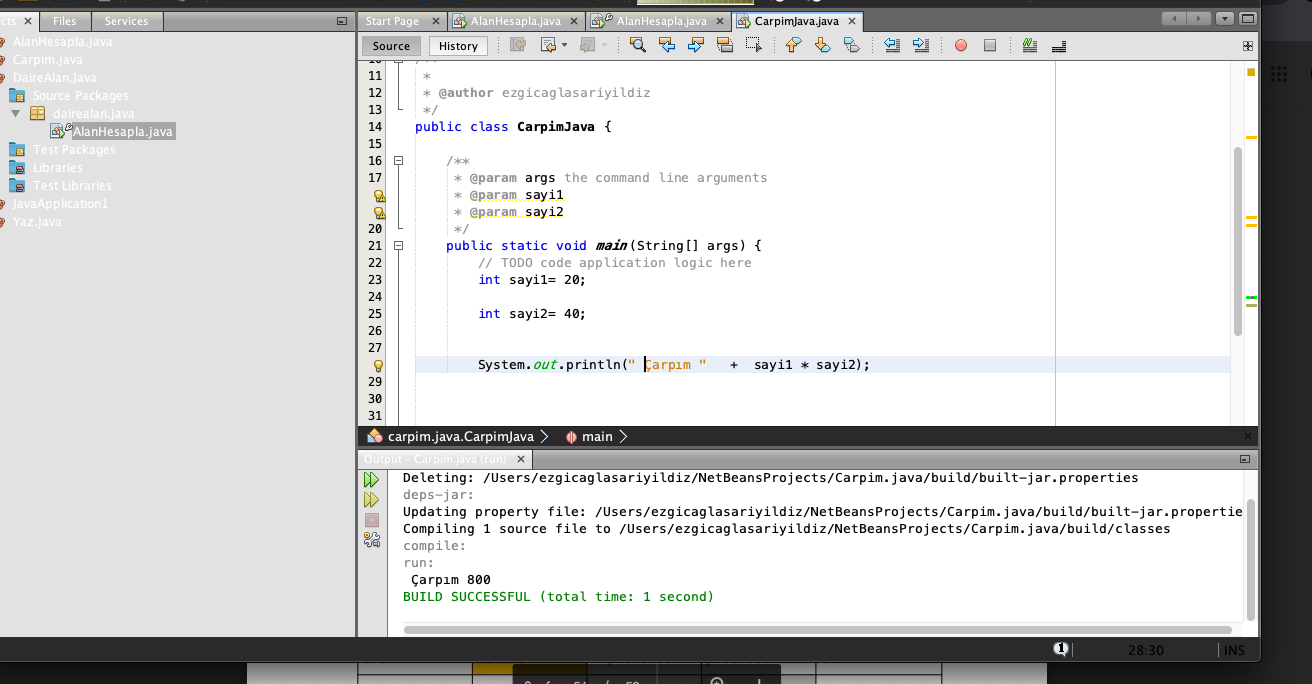 cts × Files Services
AlanHesapla.java
Carpim.java
DaireAlan.Java
Source Packages
dairealan.java
AlanHesapla.java
Test Packages
Libraries
Test Libraries
JavaApplication1
Yaz.java
Start Page × AlanHesapla.java × AlanHesapla.java × CarpimJava.java ×
Source History
11 *
12 * @author ezgicaglasariyildiz
13 */
14 public class CarpimJava {
15
16 /**
17 * @param args the command line arguments
* @param sayi1
* @param sayi2
20 */
21 public static void main(String[] args) {
22 // TODO code application logic here
23 int sayi1= 20;
24
25 int sayi2= 40;
26
27
System.out.println(" Çarpım " + sayi1 * sayi2);
29
30
31
carpim.java.CarpimJava main
Output - Carpim.java (run) ×
Deleting: /Users/ezgicaglasariyildiz/NetBeansProjects/Carpim.java/build/built-jar.properties
deps-jar:
Updating property file: /Users/ezgicaglasariyildiz/NetBeansProjects/Carpim.java/build/built-jar.propertie
Compiling 1 source file to /Users/ezgicaglasariyildiz/NetBeansProjects/Carpim.java/build/classes
compile:
run:
Çarpım 800
BUILD SUCCESSFUL (total time: 1 second)
1 28:30 INS